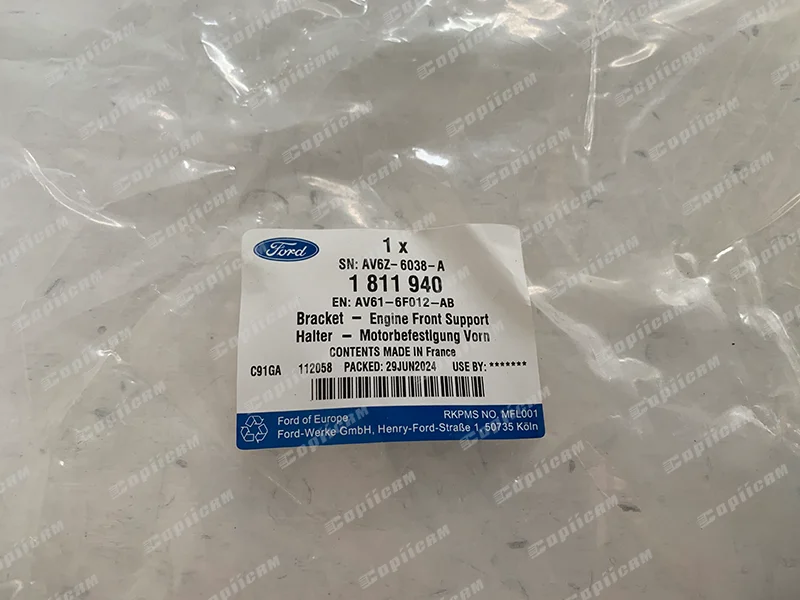 Ford
1 x
SN: AV6Z-6038-A
1 811 940
EN: AV61-6F012-AB
Bracket - Engine Front Support
Halter - Motorbefestigung Vorn
CONTENTS MADE IN France
C91GA 112058 PACKED: 29JUN2024 USE BY: *******
Ford of Europe RKPMS NO. MFL001
Ford-Werke GmbH, Henry-Ford-Straße 1, 50735 Köln
CopiiCAM